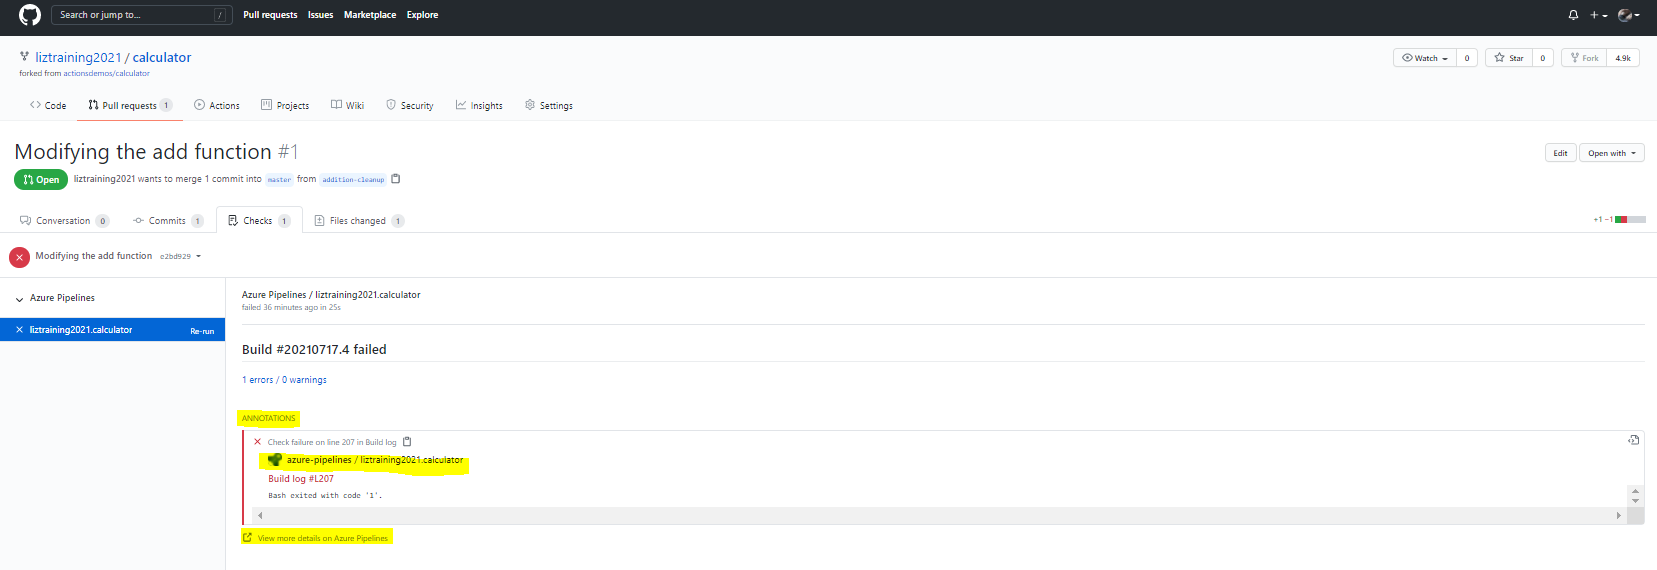 Search or jump to... /
Pull requests Issues Marketplace Explore
liztraining2021 / calculator
forked from actionsdemos/calculator
Watch 0 Star 0 Fork 4.9k
Code Pull requests 1 Actions Projects Wiki Security Insights Settings
Modifying the add function #1
Edit Open with
Open liztraining2021 wants to merge 1 commit into master from addition-cleanup
Conversation 0 Commits 1 Checks 1 Files changed 1
+1 −1
Modifying the add function e2bd929
Azure Pipelines
liztraining2021.calculator Re-run
Azure Pipelines / liztraining2021.calculator
failed 36 minutes ago in 25s
Build #20210717.4 failed
1 errors / 0 warnings
ANNOTATIONS
Check failure on line 207 in Build log
azure-pipelines / liztraining2021.calculator
Build log #L207
Bash exited with code '1'.
View more details on Azure Pipelines